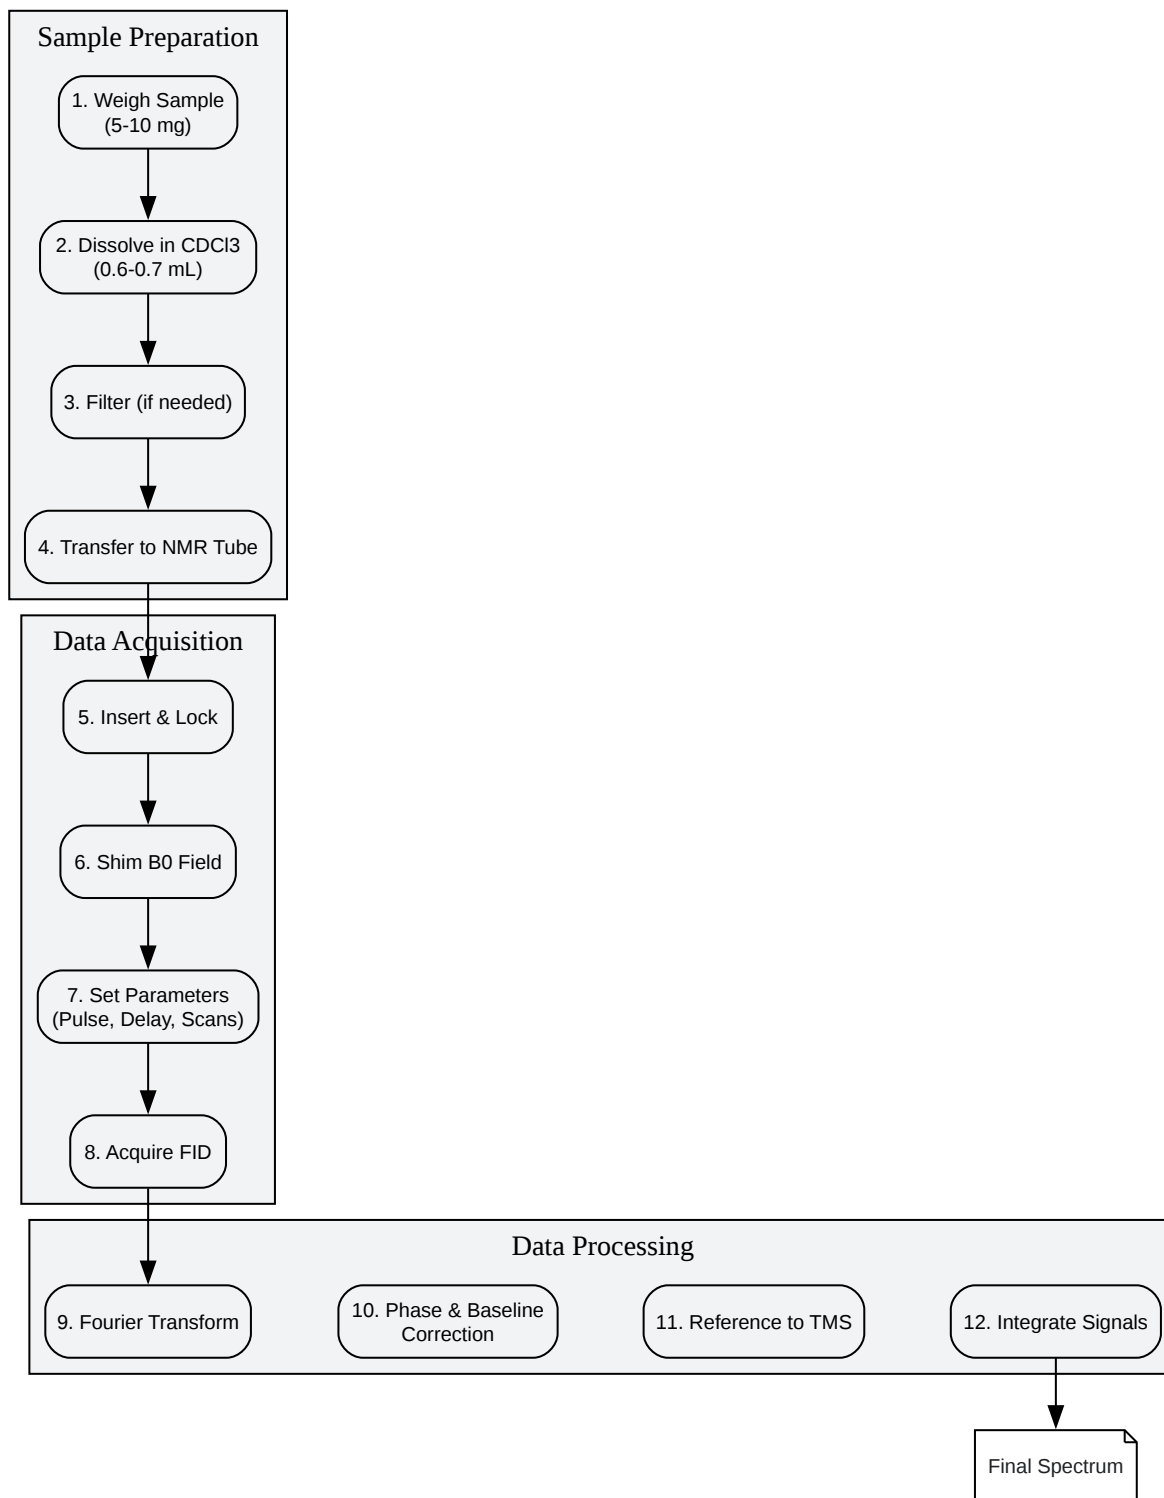 Sample Preparation
1. Weigh Sample
(5-10 mg)
2. Dissolve in CDCl3
(0.6-0.7 mL)
3. Filter (if needed)
4. Transfer to NMR Tube
Data Acquisition
5. Insert & Lock
6. Shim B0 Field
7. Set Parameters
(Pulse, Delay, Scans)
8. Acquire FID
Data Processing
9. Fourier Transform
10. Phase & Baseline
Correction
11. Reference to TMS
12. Integrate Signals
Final Spectrum